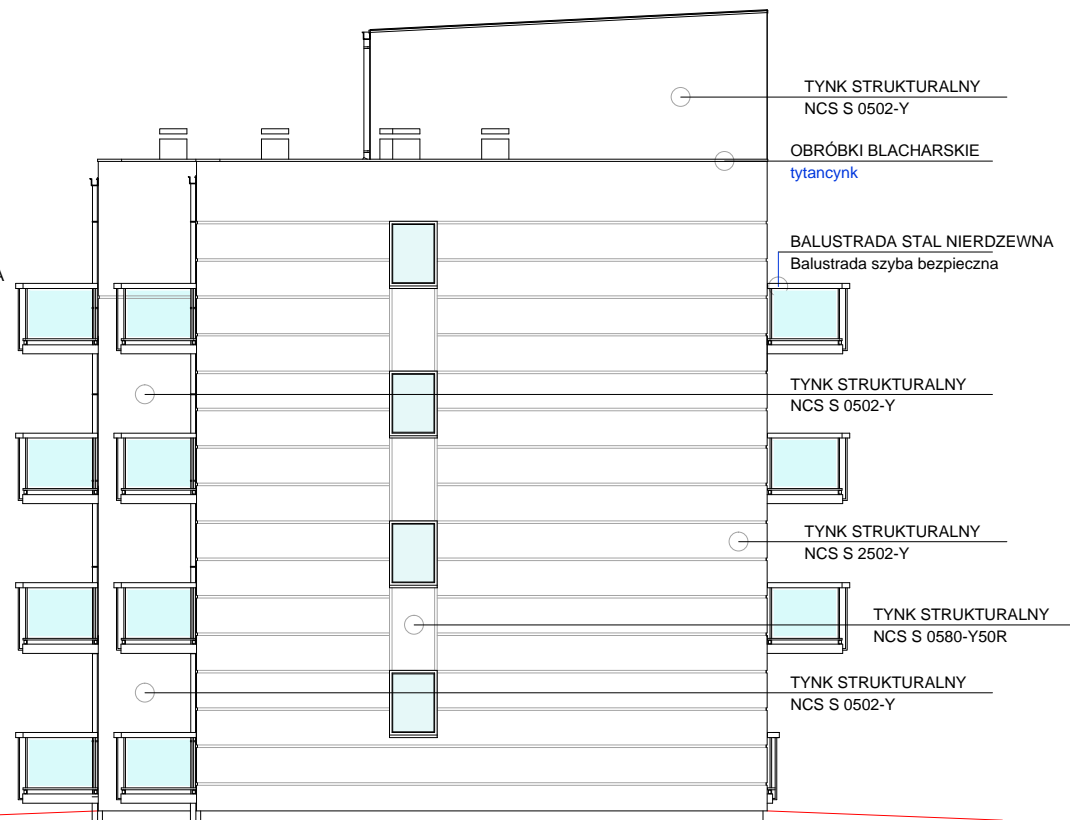 TYNK STRUKTURALNY
NCS S 0502-Y
OBRÓBKI BLACHARSKIE
tytancynk
BALUSTRADA STAL NIERDZEWNA
Balustrada szyba bezpieczna
A
TYNK STRUKTURALNY
NCS S 0502-Y
TYNK STRUKTURALNY
NCS S 2502-Y
TYNK STRUKTURALNY
NCS S 0580-Y50R
TYNK STRUKTURALNY
NCS S 0502-Y